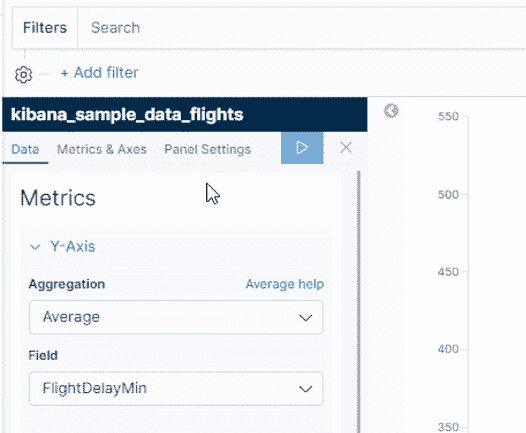 Filters Search
+ Add filter
kibana_sample_data_flights
Data Metrics & Axes Panel Settings
Metrics
Y-Axis
Aggregation Average help
Average
Field
FlightDelayMin
550
500
450
400
350